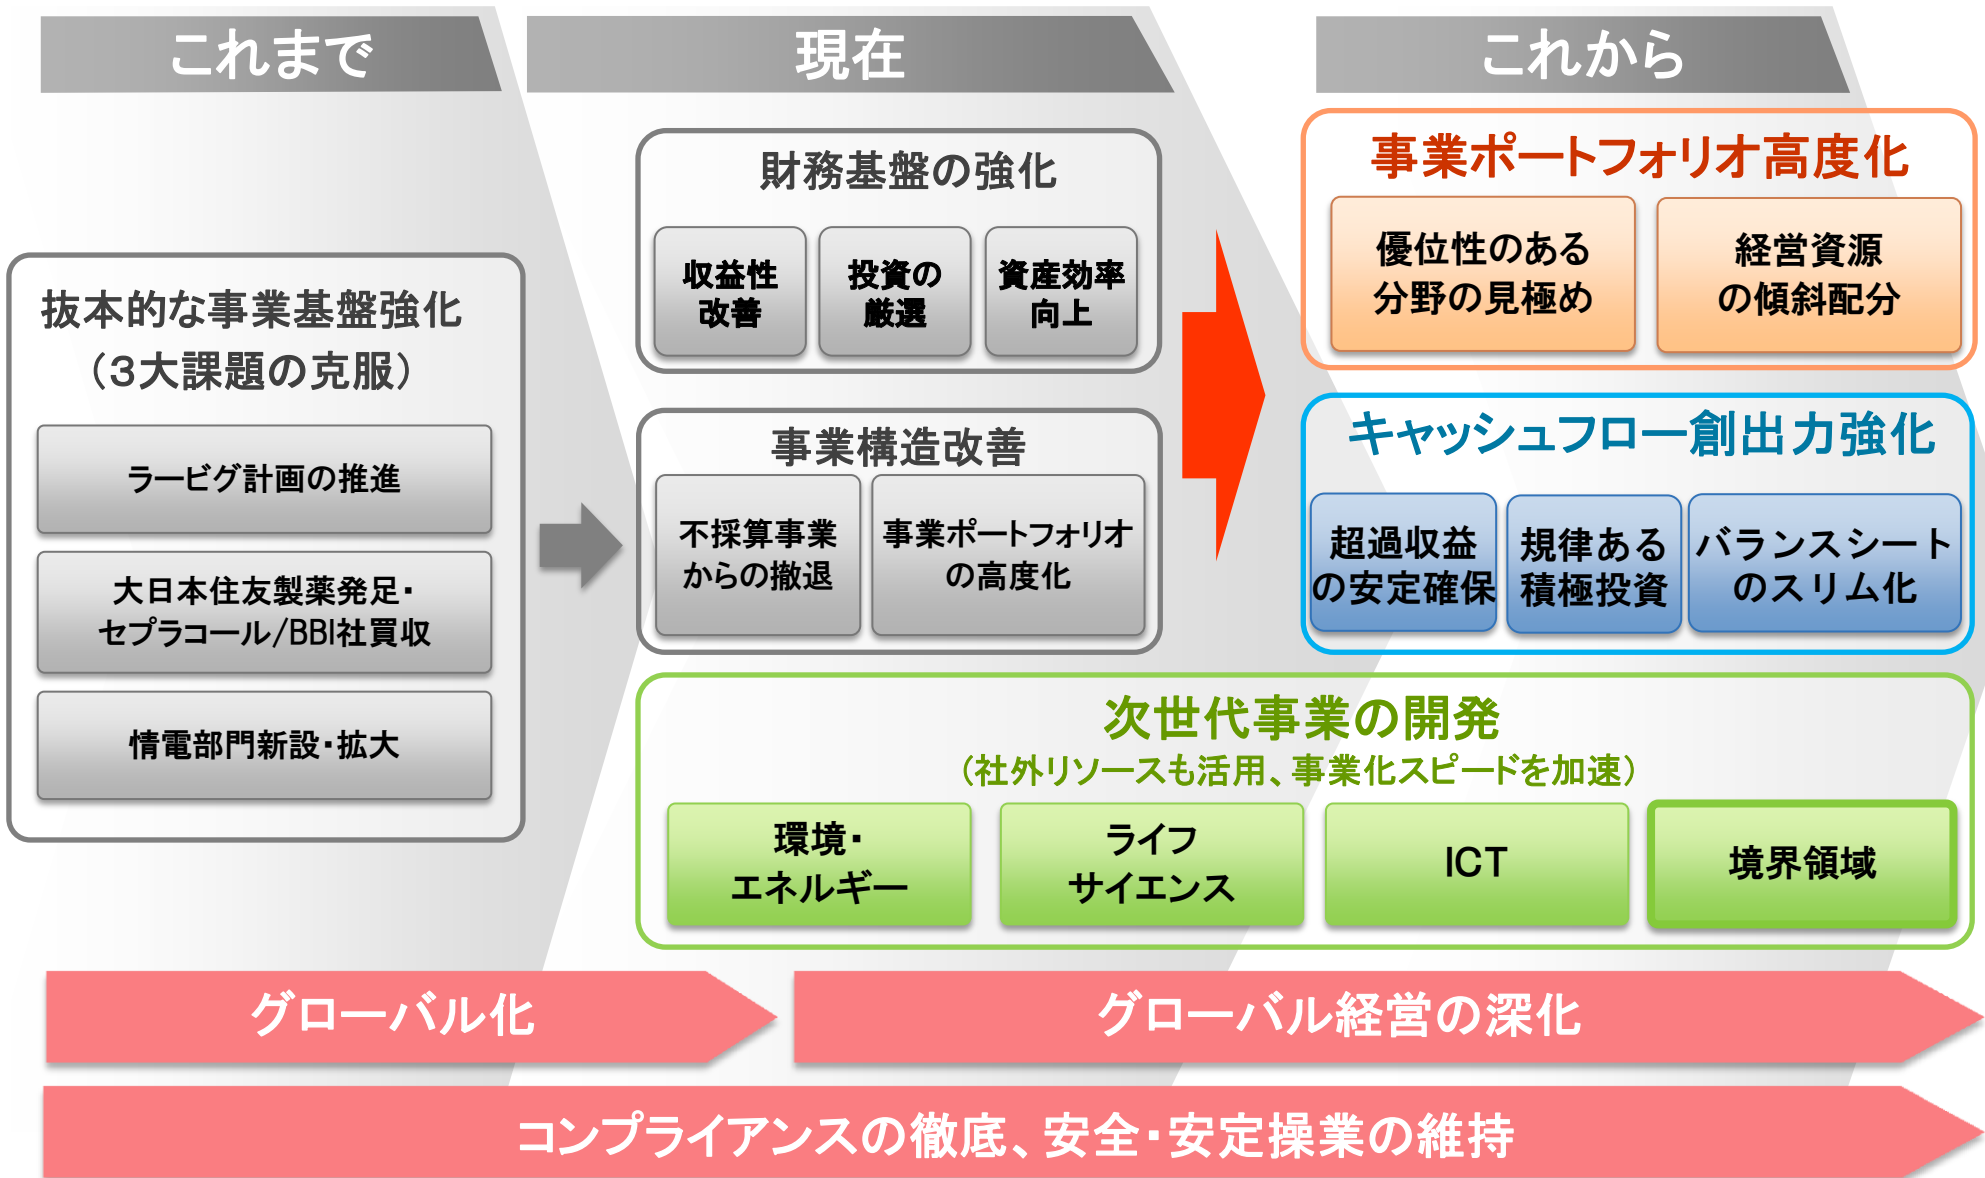 これまで
現在
これから
抜本的な事業基盤強化
（3大課題の克服）
ラービグ計画の推進
大日本住友製薬発足・
セプラコール/BBI社買収
情電部門新設・拡大
財務基盤の強化
収益性
改善
投資の
厳選
資産効率
向上
事業構造改善
不採算事業
からの撤退
事業ポートフォリオ
の高度化
事業ポートフォリオ高度化
優位性のある
分野の見極め
経営資源
の傾斜配分
キャッシュフロー創出力強化
超過収益
の安定確保
規律ある
積極投資
バランスシート
のスリム化
次世代事業の開発
（社外リソースも活用、事業化スピードを加速）
環境・
エネルギー
ライフ
サイエンス
ICT
境界領域
グローバル化
グローバル経営の深化
コンプライアンスの徹底、安全・安定操業の維持